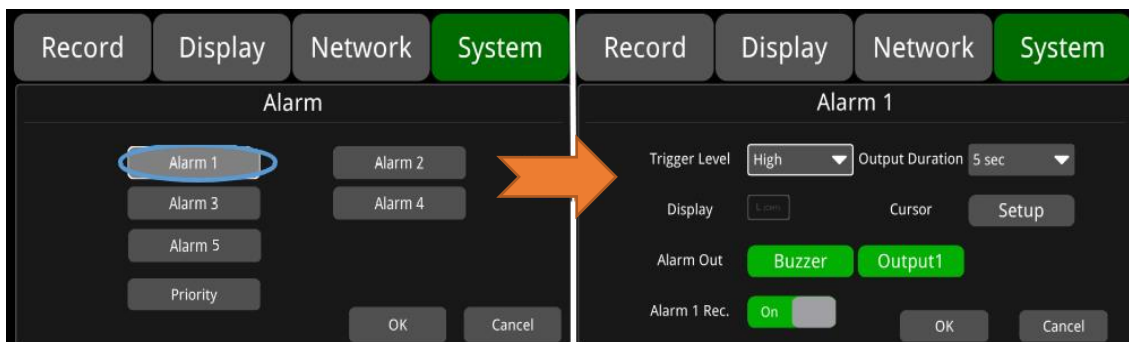 Record Display Network System
Alarm
Alarm 1 Alarm 2
Alarm 3 Alarm 4
Alarm 5
Priority
OK Cancel
Record Display Network System
Alarm 1
Trigger Level High Output Duration 5 sec
Display Cursor Setup
Alarm Out Buzzer Output1
Alarm 1 Rec. On
OK Cancel